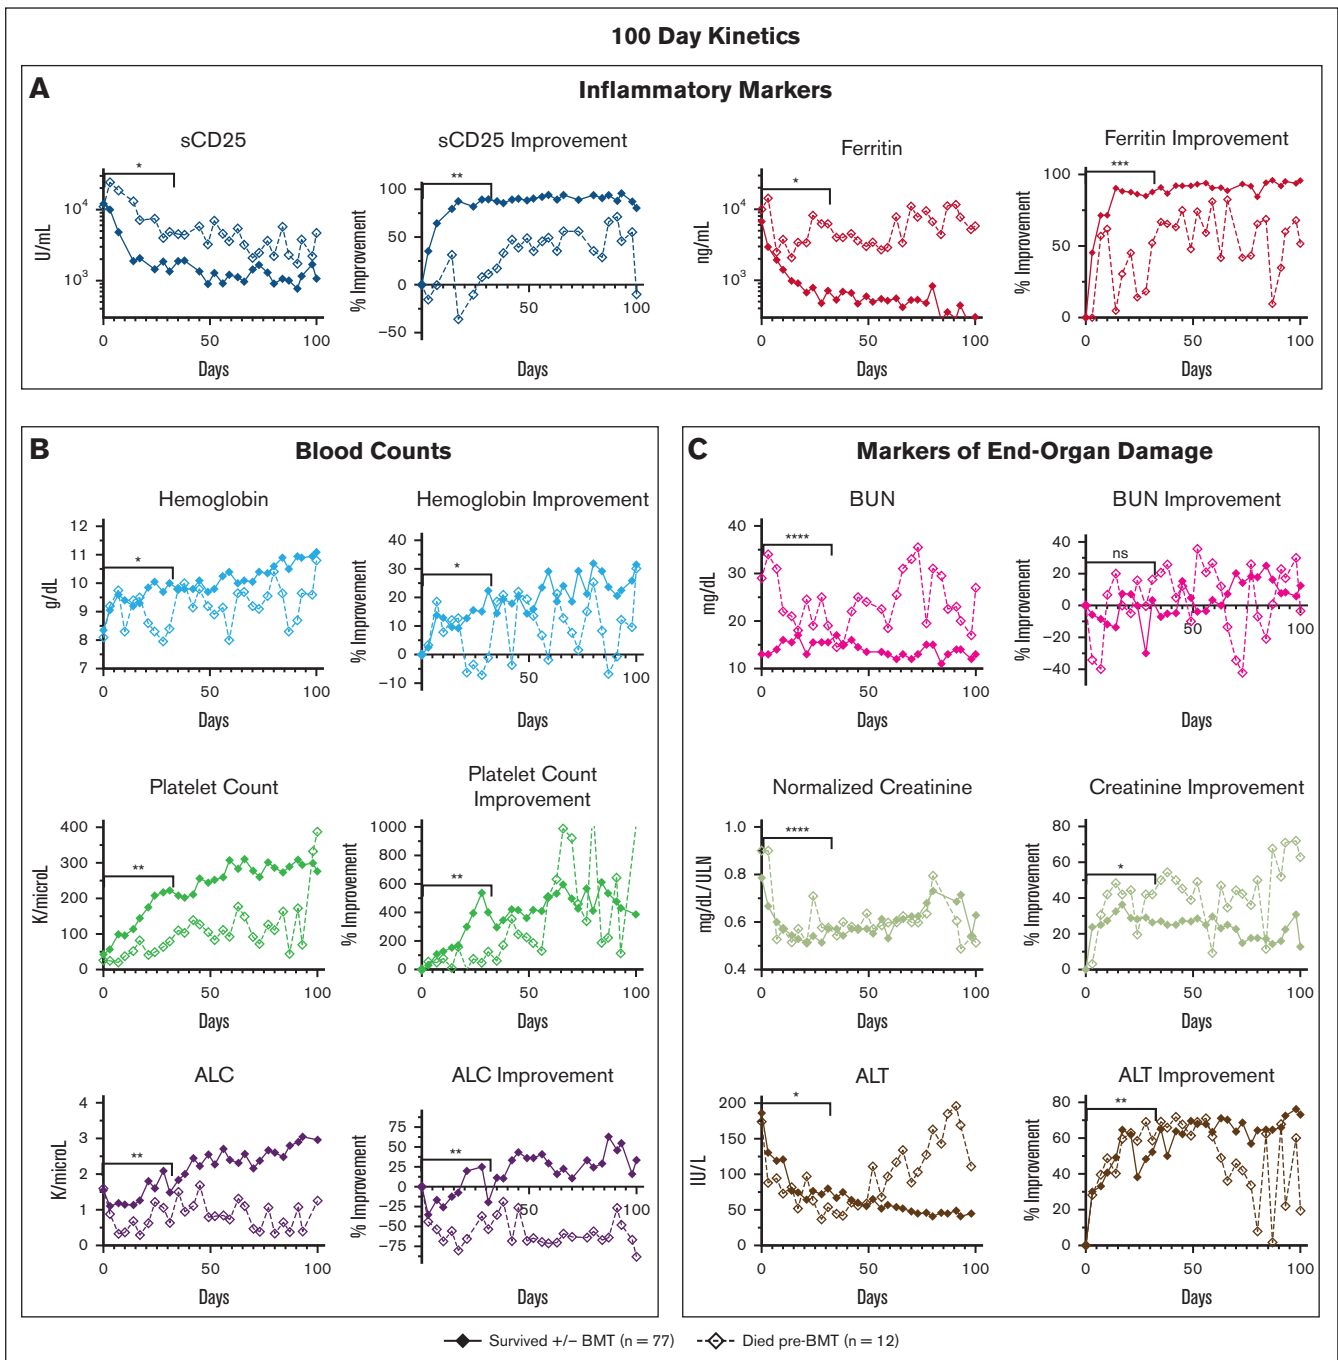 100 Day Kinetics
A
Inflammatory Markers
sCD25
U/mL
10⁴
10³
*
0 50 100
Days
sCD25 Improvement
% Improvement
100
50
0
−50
**
50 100
Days
Ferritin
ng/mL
10⁴
10³
*
0 50 100
Days
Ferritin Improvement
% Improvement
100
50
0
***
0 50 100
Days
B
Blood Counts
Hemoglobin
g/dL
12
11
10
9
8
7
*
0 50 100
Days
Hemoglobin Improvement
% Improvement
40
30
20
10
0
−10
*
50 100
Days
Platelet Count
K/microL
400
300
200
100
0
**
0 50 100
Days
Platelet Count
Improvement
% Improvement
1000
800
600
400
200
0
**
0 50 100
Days
ALC
K/microL
4
3
2
1
0
**
0 50 100
Days
ALC Improvement
% Improvement
75
50
25
0
−25
−50
−75
**
50 100
Days
C
Markers of End-Organ Damage
BUN
mg/dL
40
30
20
10
****
0 50 100
Days
BUN Improvement
% Improvement
40
20
0
−20
−40
ns
50 100
Days
Normalized Creatinine
mg/dL/ULN
1.0
0.8
0.6
0.4
****
0 50 100
Days
Creatinine Improvement
% Improvement
80
60
40
20
0
*
0 50 100
Days
ALT
IU/L
200
150
100
50
0
*
0 50 100
Days
ALT Improvement
% Improvement
80
60
40
20
0
**
0 50 100
Days
Survived +/− BMT (n = 77) Died pre-BMT (n = 12)